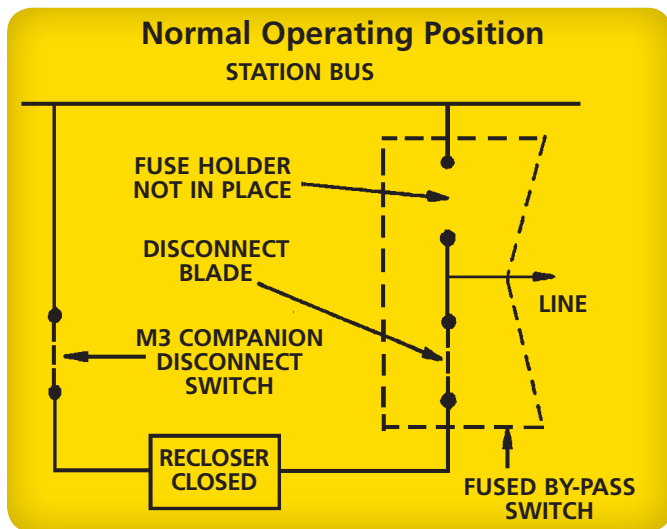 Normal Operating Position
STATION BUS
FUSE HOLDER
NOT IN PLACE
DISCONNECT
BLADE
LINE
M3 COMPANION
DISCONNECT
SWITCH
RECLOSER
CLOSED
FUSED BY-PASS
SWITCH